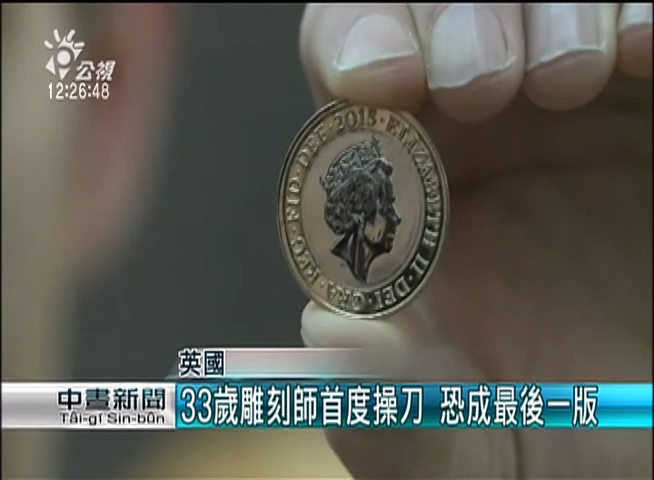 公視
12:26:48
ELIZABETH II·DEI·GRA·REG·FID·DEF·2015
英國
中晝新聞
Tâi-gí Sin-bûn
33歲雕刻師首度操刀 恐成最後一版